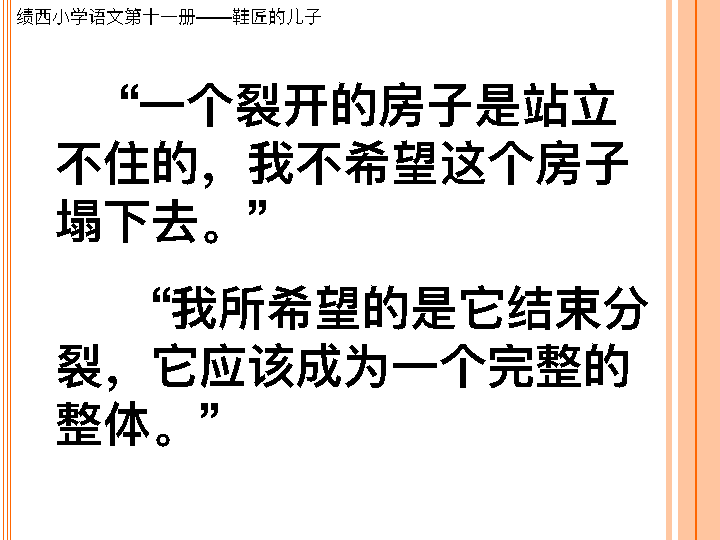 绩西小学语文第十一册——鞋匠的儿子
“一个裂开的房子是站立
不住的，我不希望这个房子
塌下去。”
“我所希望的是它结束分
裂，它应该成为一个完整的
整体。”